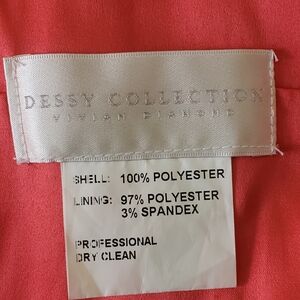 DESSY COLLECTION
VIVIAN DIAMOND
SHELL: 100% POLYESTER
LINING: 97% POLYESTER
3% SPANDEX
PROFESSIONAL
DRY CLEAN